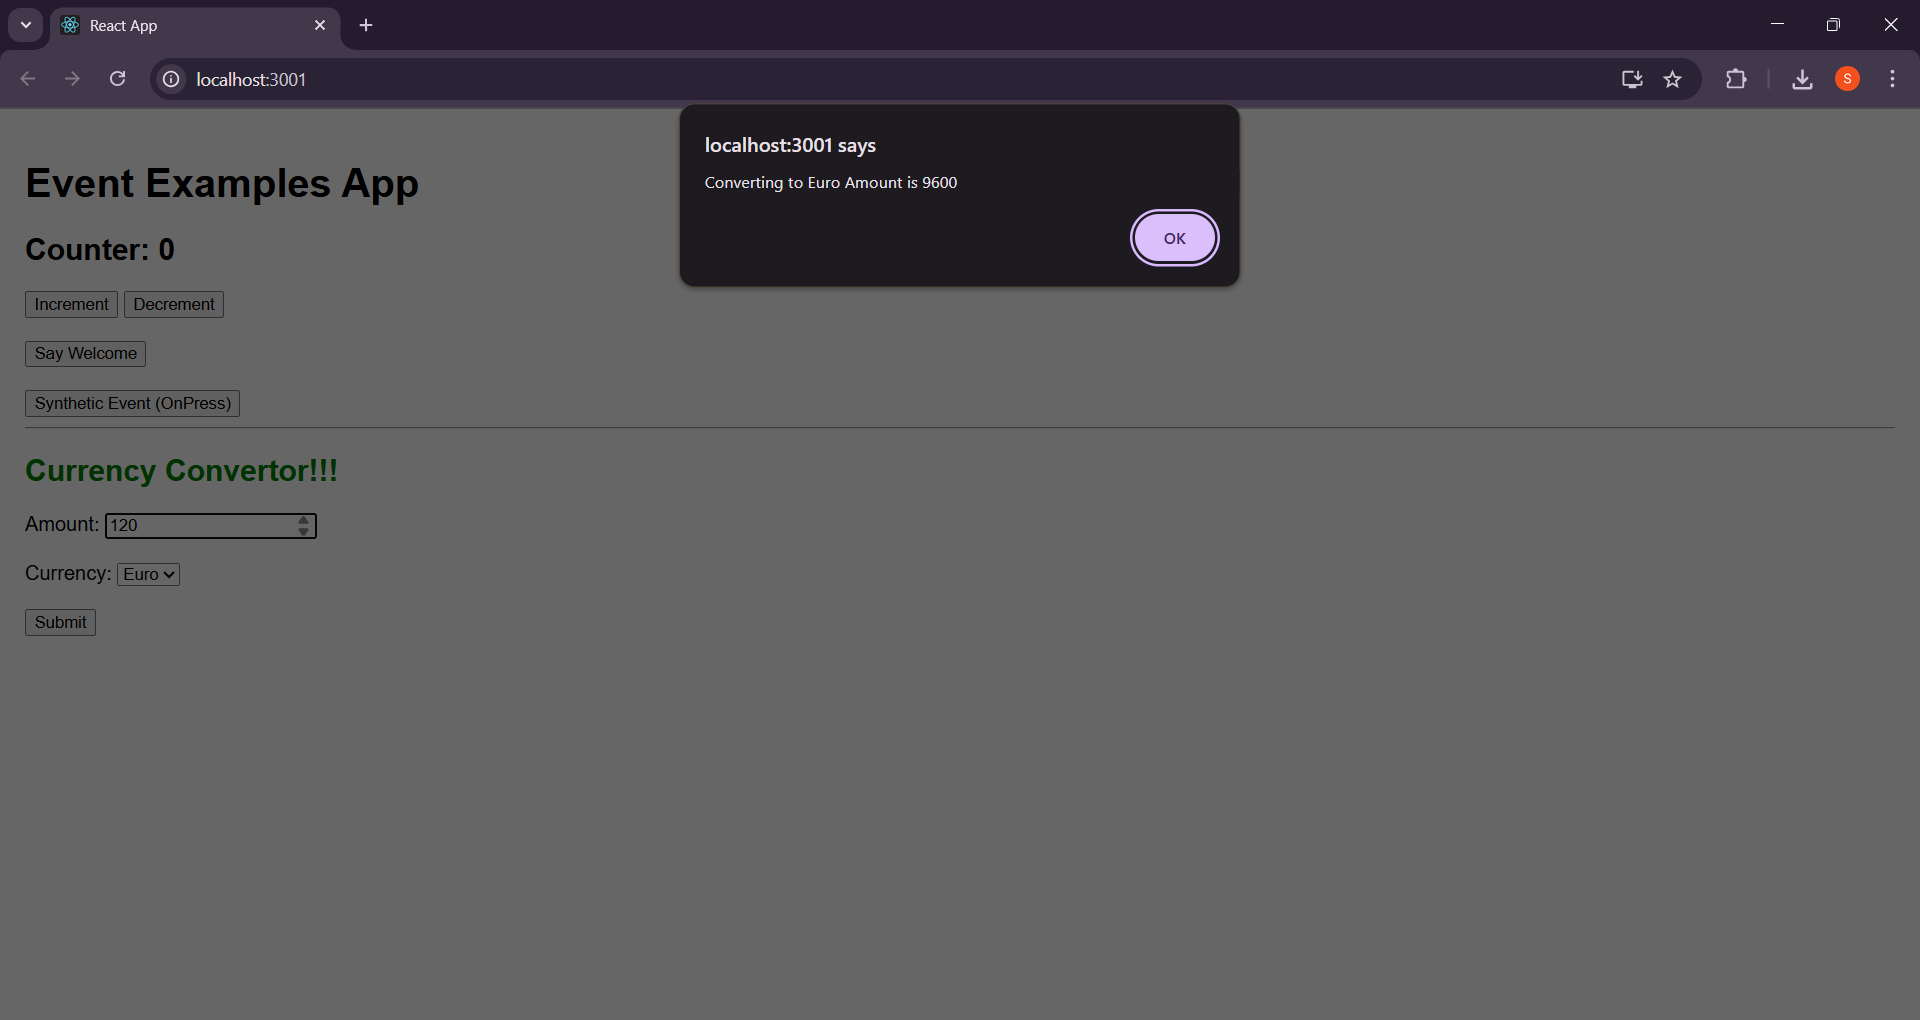 React App
localhost:3001
S
localhost:3001 says
Converting to Euro Amount is 9600
OK
Event Examples App
Counter: 0
Increment Decrement
Say Welcome
Synthetic Event (OnPress)
Currency Convertor!!!
Amount: 120
Currency: Euro
Submit